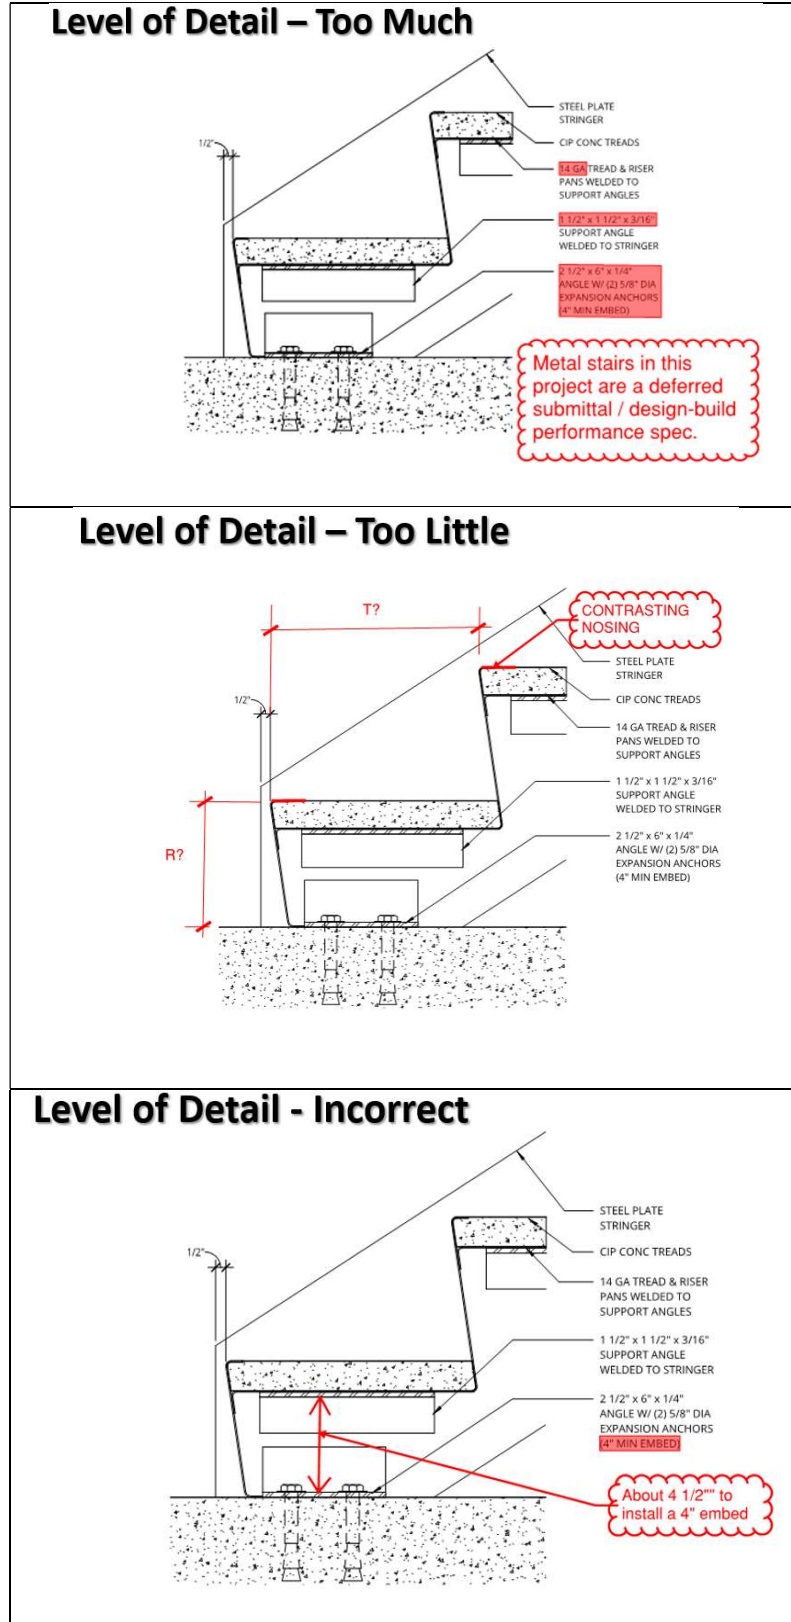 Level of Detail – Too Much
STEEL PLATE
STRINGER
1/2"
CIP CONC TREADS
14 GA TREAD & RISER
PANS WELDED TO
SUPPORT ANGLES
1 1/2" x 1 1/2" x 3/16"
SUPPORT ANGLE
WELDED TO STRINGER
2 1/2" x 6" x 1/4"
ANGLE W/ (2) 5/8" DIA
EXPANSION ANCHORS
(4" MIN EMBED)
Metal stairs in this
project are a deferred
submittal / design-build
performance spec.
Level of Detail – Too Little
T?
CONTRASTING
NOSING
STEEL PLATE
STRINGER
1/2"
CIP CONC TREADS
14 GA TREAD & RISER
PANS WELDED TO
SUPPORT ANGLES
1 1/2" x 1 1/2" x 3/16"
SUPPORT ANGLE
WELDED TO STRINGER
R?
2 1/2" x 6" x 1/4"
ANGLE W/ (2) 5/8" DIA
EXPANSION ANCHORS
(4" MIN EMBED)
Level of Detail - Incorrect
STEEL PLATE
STRINGER
1/2"
CIP CONC TREADS
14 GA TREAD & RISER
PANS WELDED TO
SUPPORT ANGLES
1 1/2" x 1 1/2" x 3/16"
SUPPORT ANGLE
WELDED TO STRINGER
2 1/2" x 6" x 1/4"
ANGLE W/ (2) 5/8" DIA
EXPANSION ANCHORS
(4" MIN EMBED)
About 4 1/2"" to
install a 4" embed